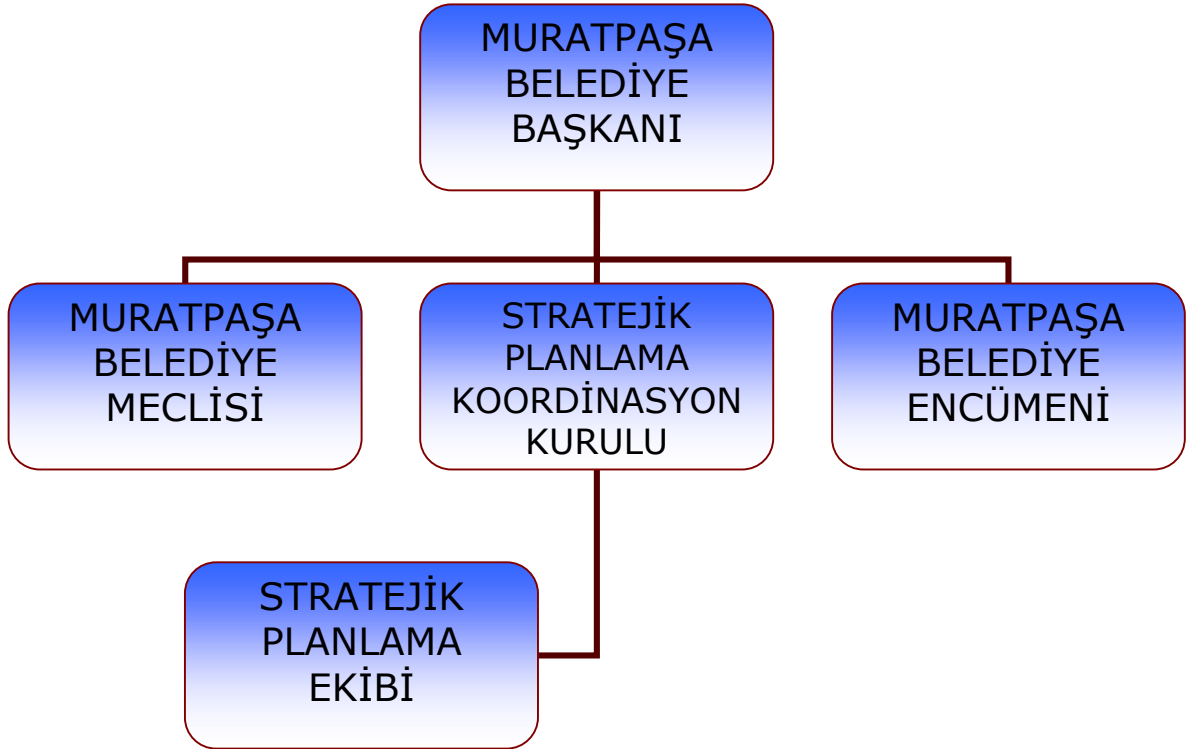 MURATPAŞA
BELEDİYE
BAŞKANI
MURATPAŞA
BELEDİYE
MECLİSİ
STRATEJİK
PLANLAMA
KOORDİNASYON
KURULU
MURATPAŞA
BELEDİYE
ENCÜMENİ
STRATEJİK
PLANLAMA
EKİBİ